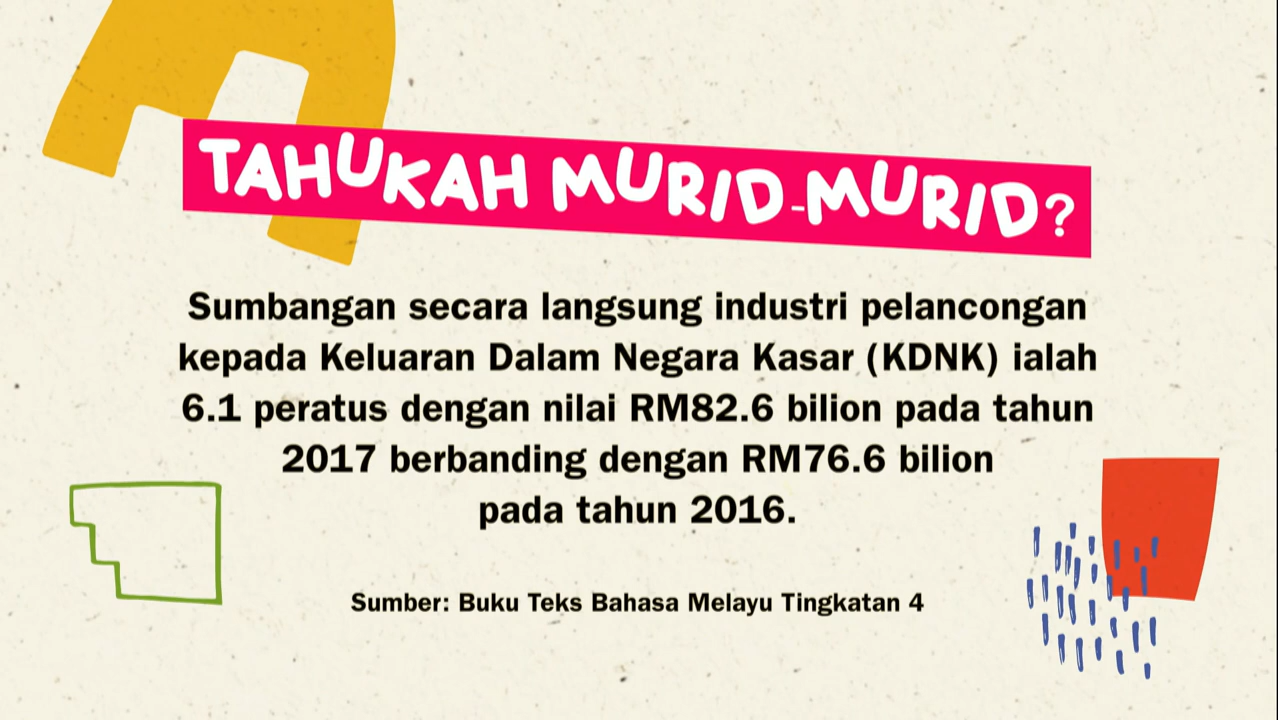 TAHUKAH MURID-MURID?
Sumbangan secara langsung industri pelancongan
kepada Keluaran Dalam Negara Kasar (KDNK) ialah
6.1 peratus dengan nilai RM82.6 bilion pada tahun
2017 berbanding dengan RM76.6 bilion
pada tahun 2016.
Sumber: Buku Teks Bahasa Melayu Tingkatan 4